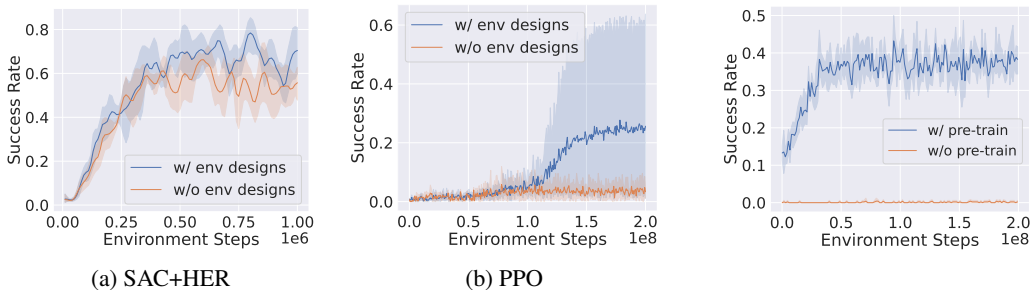 Success Rate
0.8
0.6
0.4
0.2
0.0
w/ env designs
w/o env designs
0.00 0.25 0.50 0.75 1.00
Environment Steps
1e6
(a) SAC+HER
Success Rate
0.6
0.4
0.2
0.0
w/ env designs
w/o env designs
0.0 0.5 1.0 1.5 2.0
Environment Steps
1e8
(b) PPO
Success Rate
0.5
0.4
0.3
0.2
0.1
0.0
w/ pre-train
w/o pre-train
0.0 0.5 1.0 1.5 2.0
Environment Steps
1e8